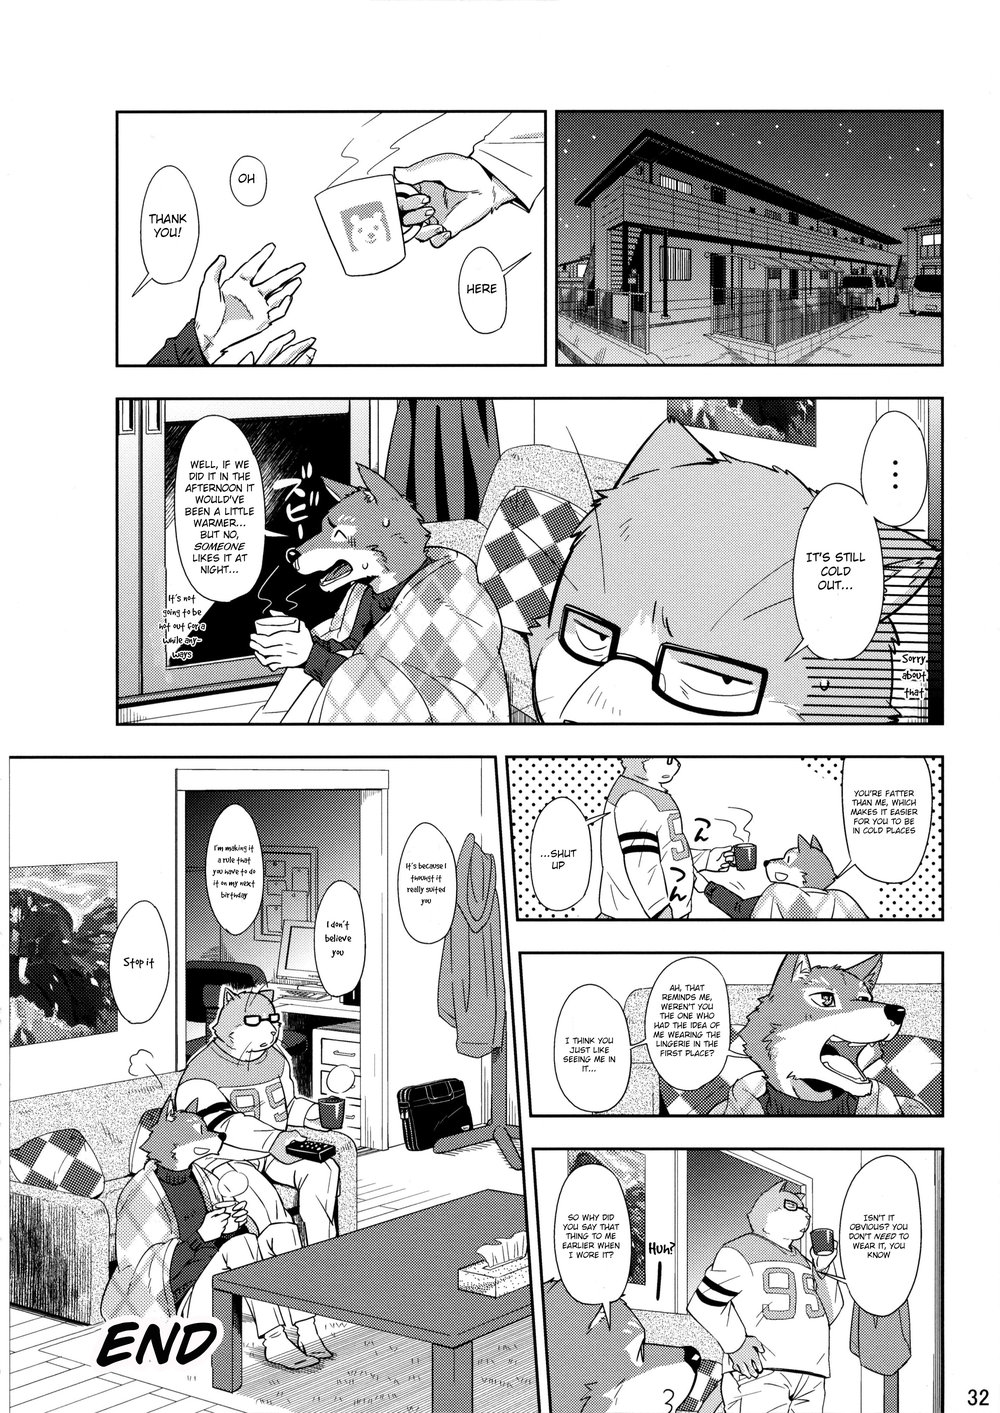 HERE
OH
THANK
YOU!
...
IT'S STILL
COLD
OUT...
Sorry
about
that
WELL, IF WE
DID IT IN THE
AFTERNOON IT
WOULD'VE
BEEN A LITTLE
WARMER...
BUT NO,
SOMEONE
LIKES IT AT
NIGHT...
It's not
going to be
hot out for a
while any-
ways
YOU'RE FATTER
THAN ME, WHICH
MAKES IT EASIER
FOR YOU TO BE
IN COLD PLACES
...SHUT
UP
つん
つん
99
AH, THAT
REMINDS ME,
WEREN'T YOU
THE ONE WHO
HAD THE IDEA OF
ME WEARING THE
LINGERIE IN THE
FIRST PLACE?
I THINK YOU
JUST LIKE
SEEING ME IN
IT...
ISN'T IT
OBVIOUS? YOU
DON'T NEED TO
WEAR IT, YOU
KNOW
Huh?
SO WHY DID
YOU SAY THAT
THING TO ME
EARLIER WHEN
I WORE IT?
99
It's because I
thought it
really suited
you
I don't
believe
you
I'm making it
a rule that
you have to do
it on my next
birthday
Stop it
99
END
32